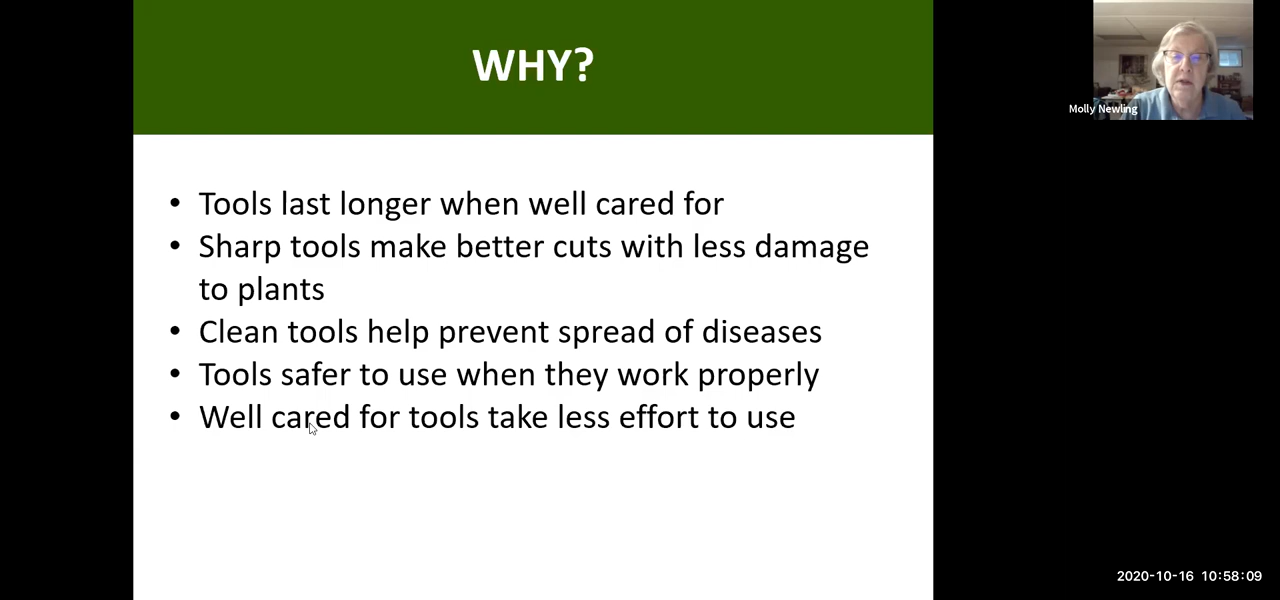 WHY?
• Tools last longer when well cared for
• Sharp tools make better cuts with less damage
to plants
• Clean tools help prevent spread of diseases
• Tools safer to use when they work properly
• Well cared for tools take less effort to use
Molly Newling
2020-10-16 10:58:09